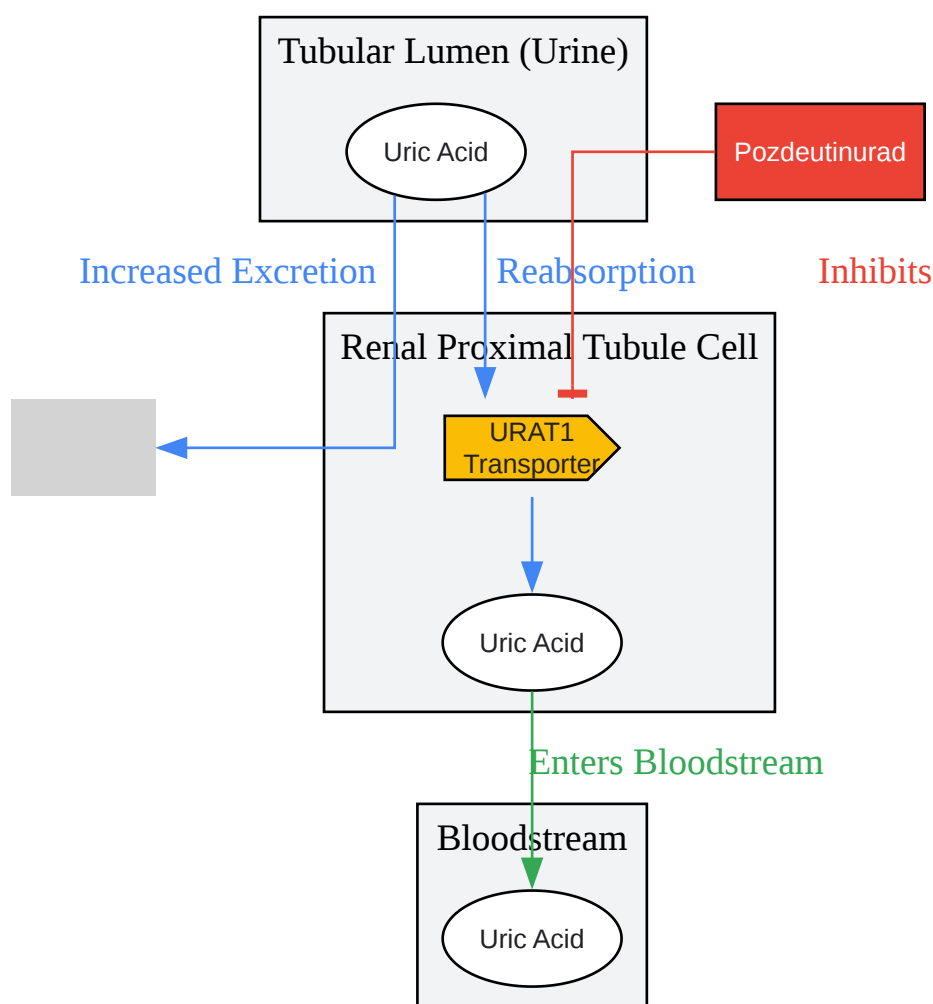 Tubular Lumen (Urine)
Uric Acid
Pozdeutinurad
Increased Excretion
Reabsorption
Inhibits
Renal Proximal Tubule Cell
URAT1
Transporter
Uric Acid
Enters Bloodstream
Bloodstream
Uric Acid